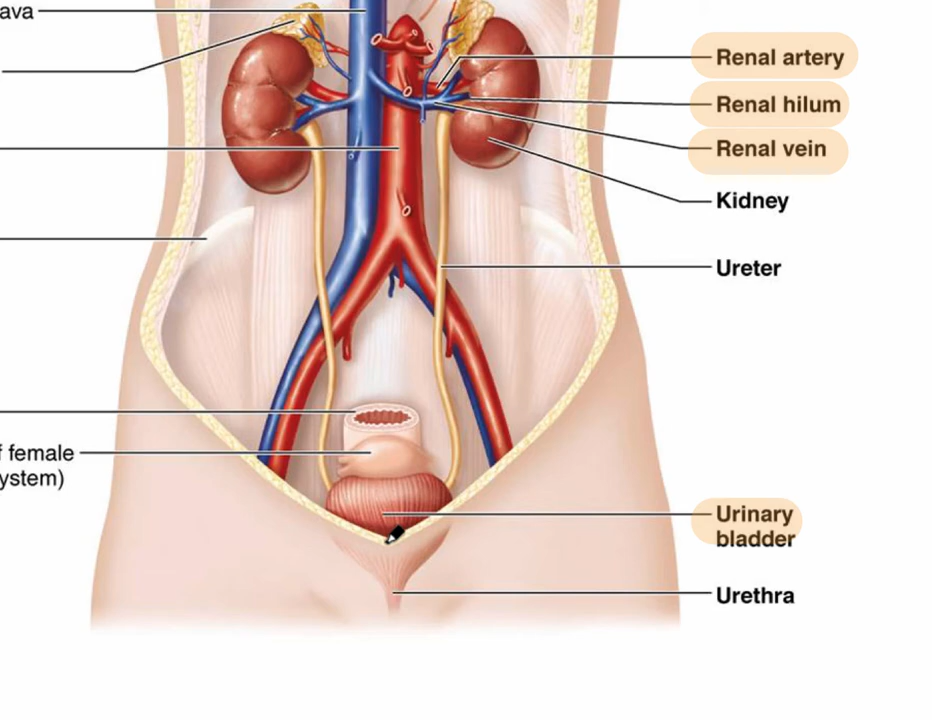 ava
Renal artery
Renal hilum
Renal vein
Kidney
Ureter
f female
ystem)
Urinary
bladder
Urethra